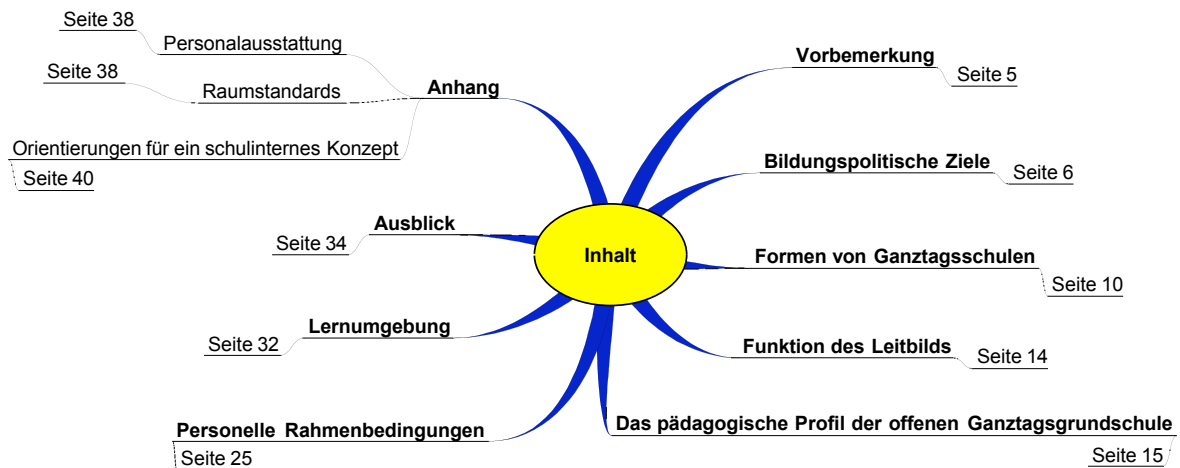 Inhalt
Vorbemerkung
Seite 5
Bildungspolitische Ziele
Seite 6
Formen von Ganztagsschulen
Seite 10
Funktion des Leitbilds
Seite 14
Das pädagogische Profil der offenen Ganztagsgrundschule
Seite 15
Personelle Rahmenbedingungen
Seite 25
Lernumgebung
Seite 32
Ausblick
Seite 34
Anhang
Personalausstattung
Seite 38
Raumstandards
Seite 38
Orientierungen für ein schulinternes Konzept
Seite 40